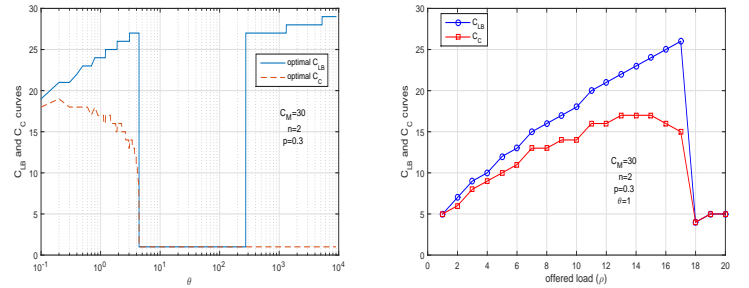 30
25
20
15
10
5
0
C_LB and C_C curves
optimal C_LB
optimal C_C
C_M=30
n=2
p=0.3
10^-1
10^0
10^1
10^2
10^3
10^4
θ
30
25
20
15
10
5
0
C_LB and C_C curves
C_LB
C_C
C_M=30
n=2
p=0.3
θ=1
0 2 4 6 8 10 12 14 16 18 20
offered load (ρ)